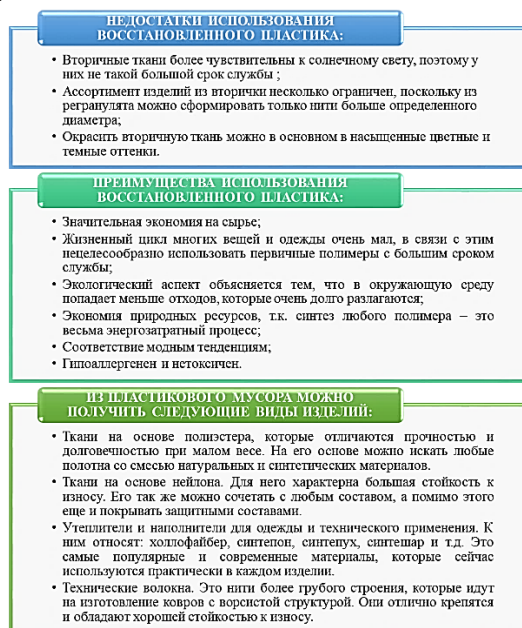 НЕДОСТАТКИ ИСПОЛЬЗОВАНИЯ
ВОССТАНОВЛЕННОГО ПЛАСТИКА:
• Вторичные ткани более чувствительны к солнечному свету, поэтому у
них не такой большой срок службы ;
• Ассортимент изделий из вторички несколько ограничен, поскольку из
регранулята можно сформировать только нити больше определенного
диаметра;
• Окрасить вторичную ткань можно в основном в насыщенные цветные и
темные оттенки.
ПРЕИМУЩЕСТВА ИСПОЛЬЗОВАНИЯ
ВОССТАНОВЛЕННОГО ПЛАСТИКА:
• Значительная экономия на сырье;
• Жизненный цикл многих вещей и одежды очень мал, в связи с этим
нецелесообразно использовать первичные полимеры с большим сроком
службы;
• Экологический аспект объясняется тем, что в окружающую среду
попадает меньше отходов, которые очень долго разлагаются;
• Экономия природных ресурсов, т.к. синтез любого полимера – это
весьма энергозатратный процесс;
• Соответствие модным тенденциям;
• Гипоаллергенен и нетоксичен.
ИЗ ПЛАСТИКОВОГО МУСОРА МОЖНО
ПОЛУЧИТЬ СЛЕДУЮЩИЕ ВИДЫ ИЗДЕЛИЙ:
• Ткани на основе полиэстера, которые отличаются прочностью и
долговечностью при малом весе. На его основе можно искать любые
полотна со смесью натуральных и синтетических материалов.
• Ткани на основе нейлона. Для него характерна большая стойкость к
износу. Его так же можно сочетать с любым составом, а помимо этого
еще и покрывать защитными составами.
• Утеплители и наполнители для одежды и технического применения. К
ним относят: холлофайбер, синтепон, синтепух, синтешар и т.д. Это
самые популярные и современные материалы, которые сейчас
используются практически в каждом изделии.
• Технические волокна. Это нити более грубого строения, которые идут
на изготовление ковров с ворсистой структурой. Они отлично крепятся
и обладают хорошей стойкостью к износу.